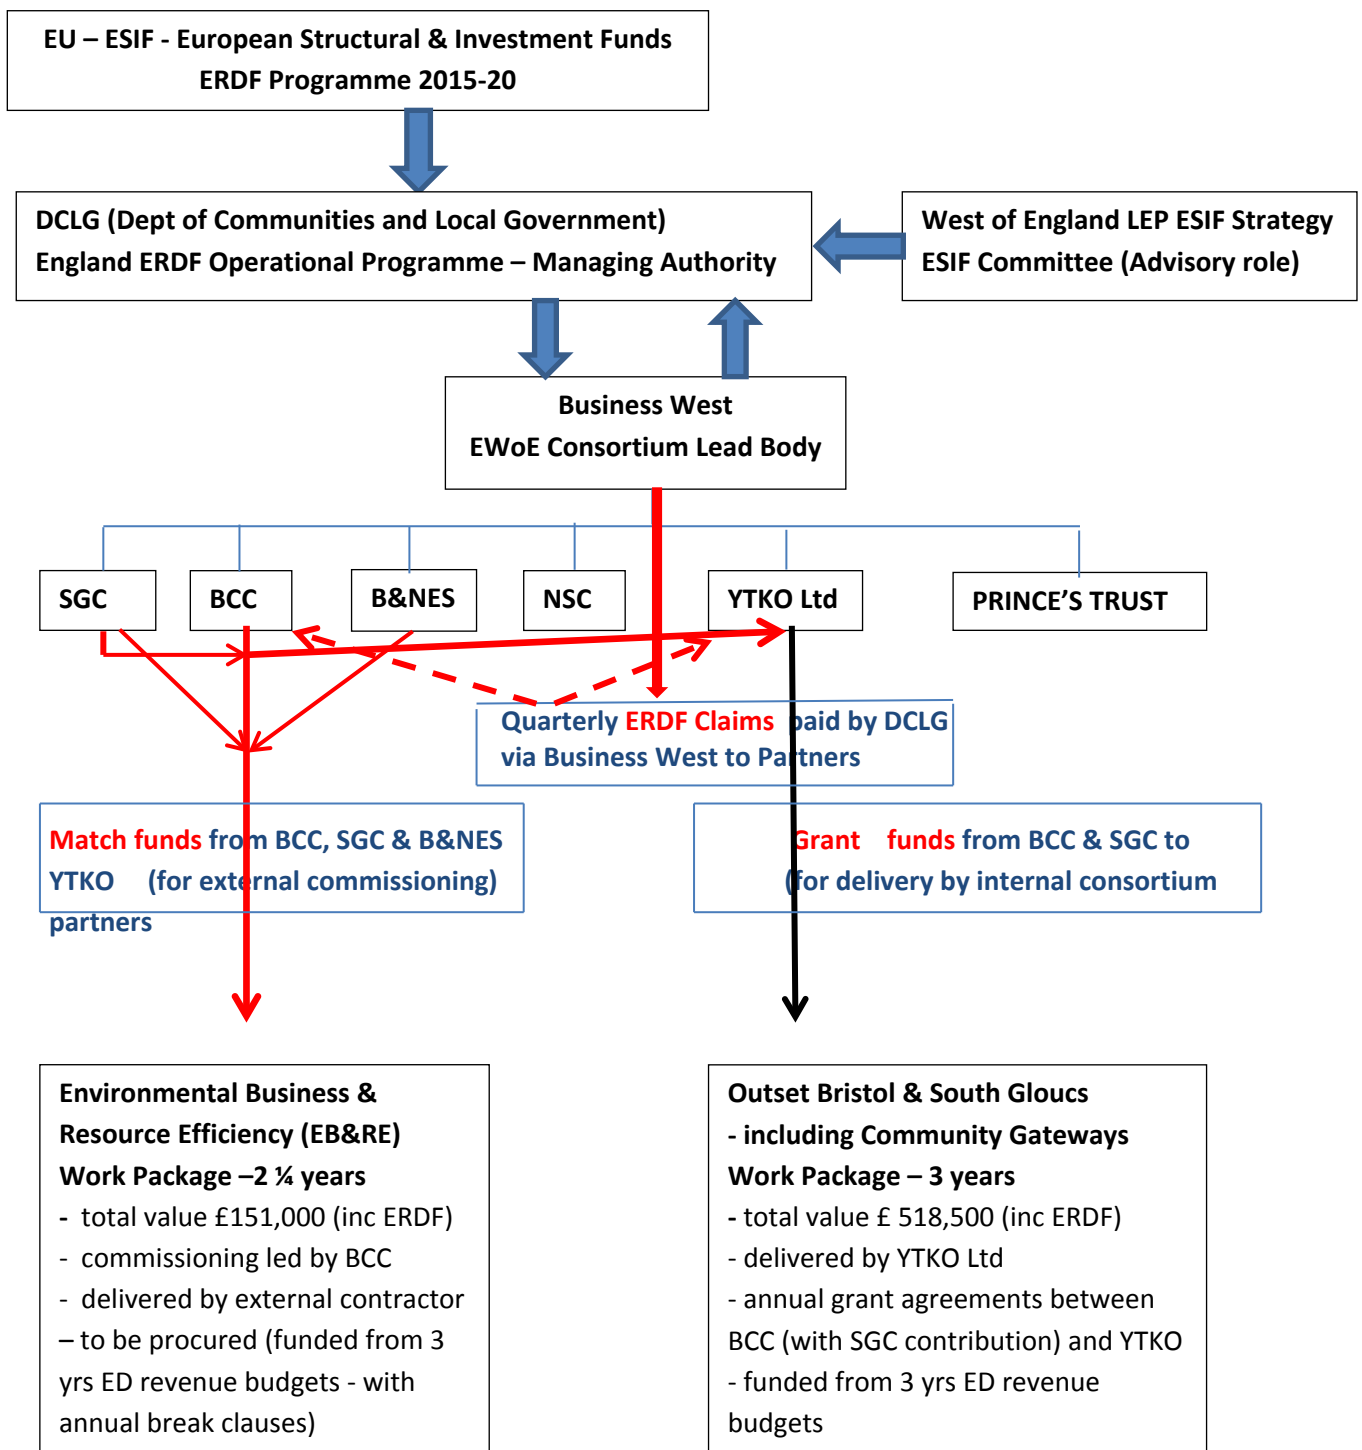 EU – ESIF - European Structural & Investment Funds
ERDF Programme 2015-20
DCLG (Dept of Communities and Local Government)
England ERDF Operational Programme – Managing Authority
West of England LEP ESIF Strategy
ESIF Committee (Advisory role)
Business West
EWoE Consortium Lead Body
SGC
BCC
B&NES
NSC
YTKO Ltd
PRINCE'S TRUST
Quarterly ERDF Claims paid by DCLG
via Business West to Partners
Match funds from BCC, SGC & B&NES
YTKO (for external commissioning)
partners
Grant funds from BCC & SGC to
(for delivery by internal consortium
Environmental Business &
Resource Efficiency (EB&RE)
Work Package –2 ¼ years
- total value £151,000 (inc ERDF)
- commissioning led by BCC
- delivered by external contractor
– to be procured (funded from 3
yrs ED revenue budgets - with
annual break clauses)
Outset Bristol & South Gloucs
- including Community Gateways
Work Package – 3 years
- total value £ 518,500 (inc ERDF)
- delivered by YTKO Ltd
- annual grant agreements between
BCC (with SGC contribution) and YTKO
- funded from 3 yrs ED revenue
budgets